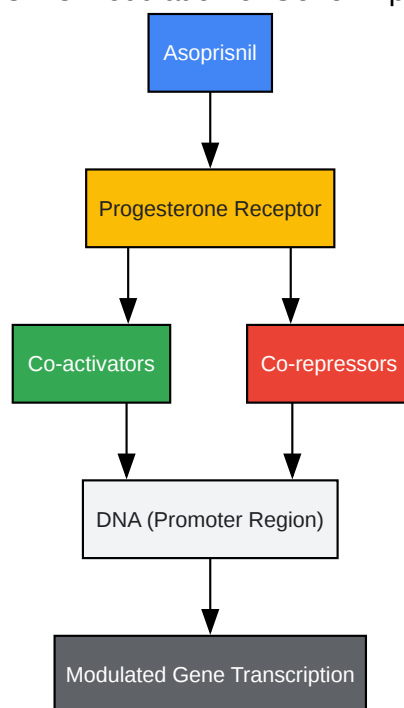 Asoprisnil
Progesterone Receptor
Co-activators
Co-repressors
DNA (Promoter Region)
Modulated Gene Transcription